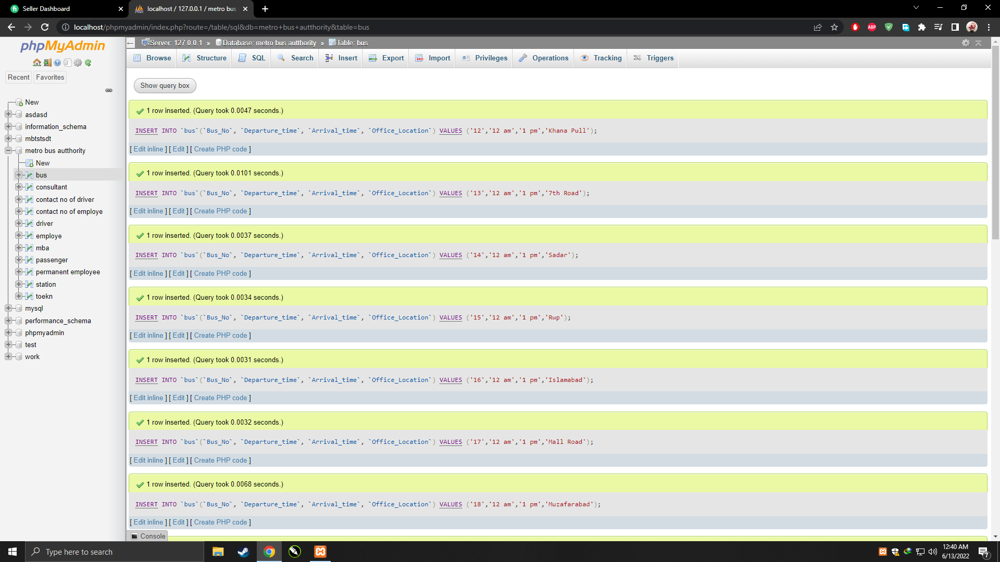 Seller Dashboard
localhost / 127.0.0.1 / metro bus
localhost/phpmyadmin/index.php?route=/table/sql&db=metro+bus+autthority&table=bus
ABP
phpMyAdmin
Recent
Favorites
New
asdasd
information_schema
mbtstsdt
metro bus autthority
New
bus
consultant
contact no of driver
contact no of employe
driver
employe
mba
passenger
permanent employee
station
toekn
mysql
performance_schema
phpmyadmin
test
work
Server: 127.0.0.1 » Database: metro bus autthority » Table: bus
Browse Structure SQL Search Insert Export Import Privileges Operations Tracking Triggers
Show query box
1 row inserted. (Query took 0.0047 seconds.)
INSERT INTO `bus`(`Bus_No`, `Departure_time`, `Arrival_time`, `Office_Location`) VALUES ('12','12 am','1 pm','Khana Pull');
[ Edit inline ] [ Edit ] [ Create PHP code ]
1 row inserted. (Query took 0.0101 seconds.)
INSERT INTO `bus`(`Bus_No`, `Departure_time`, `Arrival_time`, `Office_Location`) VALUES ('13','12 am','1 pm','7th Road');
[ Edit inline ] [ Edit ] [ Create PHP code ]
1 row inserted. (Query took 0.0037 seconds.)
INSERT INTO `bus`(`Bus_No`, `Departure_time`, `Arrival_time`, `Office_Location`) VALUES ('14','12 am','1 pm','Sadar');
[ Edit inline ] [ Edit ] [ Create PHP code ]
1 row inserted. (Query took 0.0034 seconds.)
INSERT INTO `bus`(`Bus_No`, `Departure_time`, `Arrival_time`, `Office_Location`) VALUES ('15','12 am','1 pm','Rwp');
[ Edit inline ] [ Edit ] [ Create PHP code ]
1 row inserted. (Query took 0.0031 seconds.)
INSERT INTO `bus`(`Bus_No`, `Departure_time`, `Arrival_time`, `Office_Location`) VALUES ('16','12 am','1 pm','Islamabad');
[ Edit inline ] [ Edit ] [ Create PHP code ]
1 row inserted. (Query took 0.0032 seconds.)
INSERT INTO `bus`(`Bus_No`, `Departure_time`, `Arrival_time`, `Office_Location`) VALUES ('17','12 am','1 pm','Mall Road');
[ Edit inline ] [ Edit ] [ Create PHP code ]
1 row inserted. (Query took 0.0068 seconds.)
INSERT INTO `bus`(`Bus_No`, `Departure_time`, `Arrival_time`, `Office_Location`) VALUES ('18','12 am','1 pm','Muzafarabad');
[ Edit inline ] [ Edit ] [ Create PHP code ]
Console
Type here to search
12:40 AM
6/13/2022
7